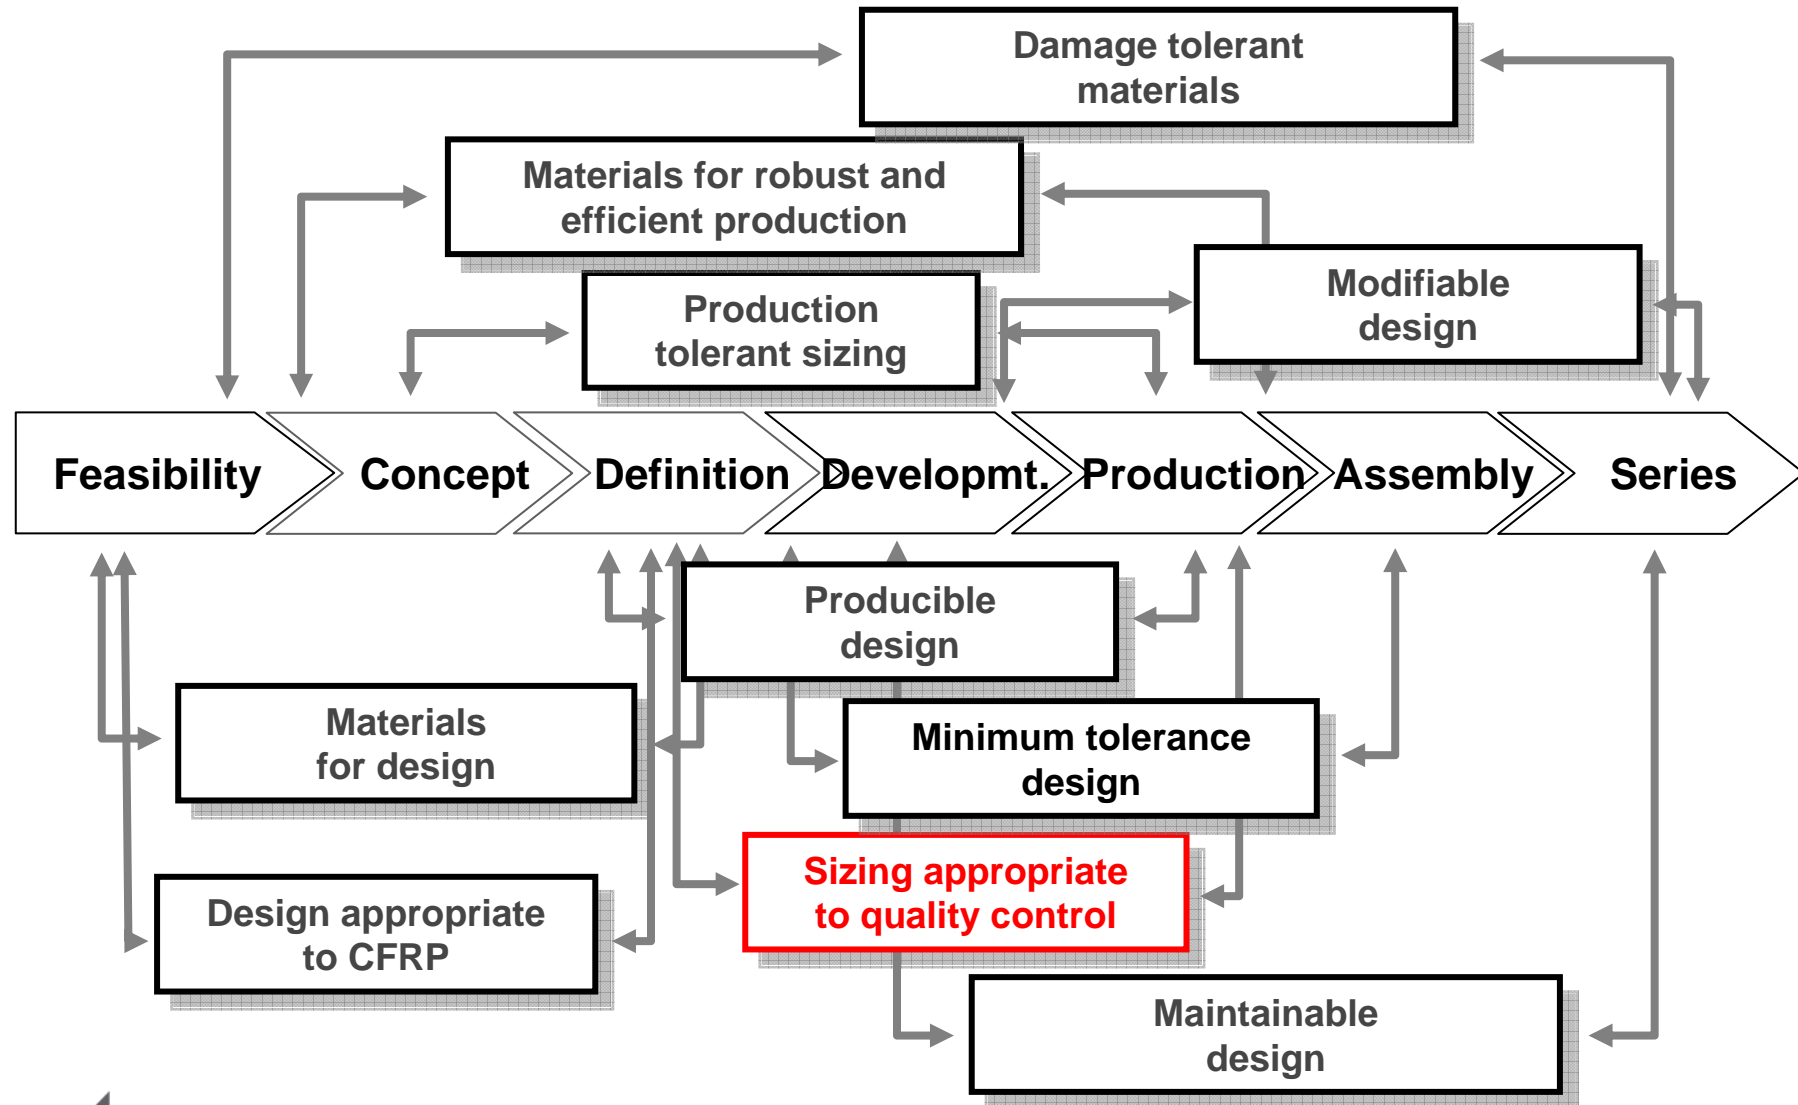 Damage tolerant
materials
Materials for robust and
efficient production
Modifiable
design
Production
tolerant sizing
Feasibility
Concept
Definition
Developmt.
Production
Assembly
Series
Producible
design
Materials
for design
Minimum tolerance
design
Sizing appropriate
to quality control
Design appropriate
to CFRP
Maintainable
design